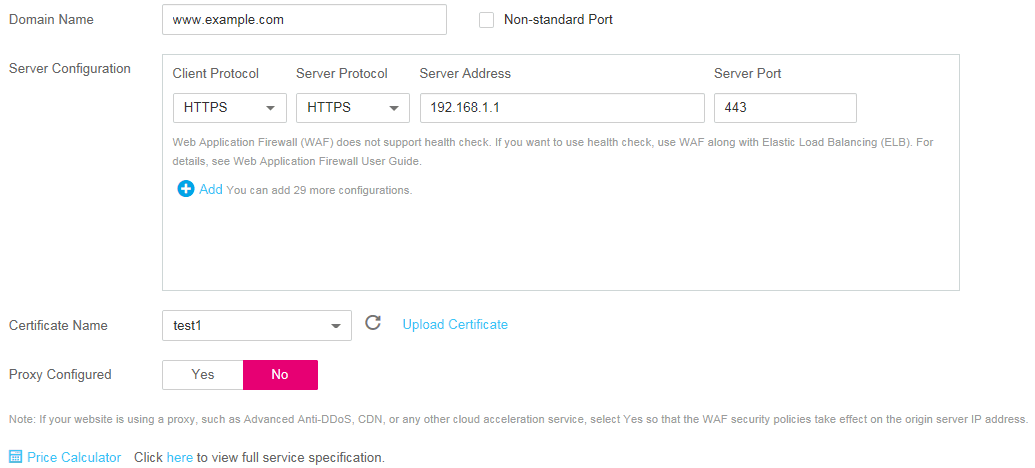 Domain Name www.example.com Non-standard Port
Server Configuration
Client Protocol Server Protocol Server Address Server Port
HTTPS HTTPS 192.168.1.1 443
Web Application Firewall (WAF) does not support health check. If you want to use health check, use WAF along with Elastic Load Balancing (ELB). For
details, see Web Application Firewall User Guide.
Add You can add 29 more configurations.
Certificate Name test1 Upload Certificate
Proxy Configured Yes No
Note: If your website is using a proxy, such as Advanced Anti-DDoS, CDN, or any other cloud acceleration service, select Yes so that the WAF security policies take effect on the origin server IP address.
Price Calculator Click here to view full service specification.